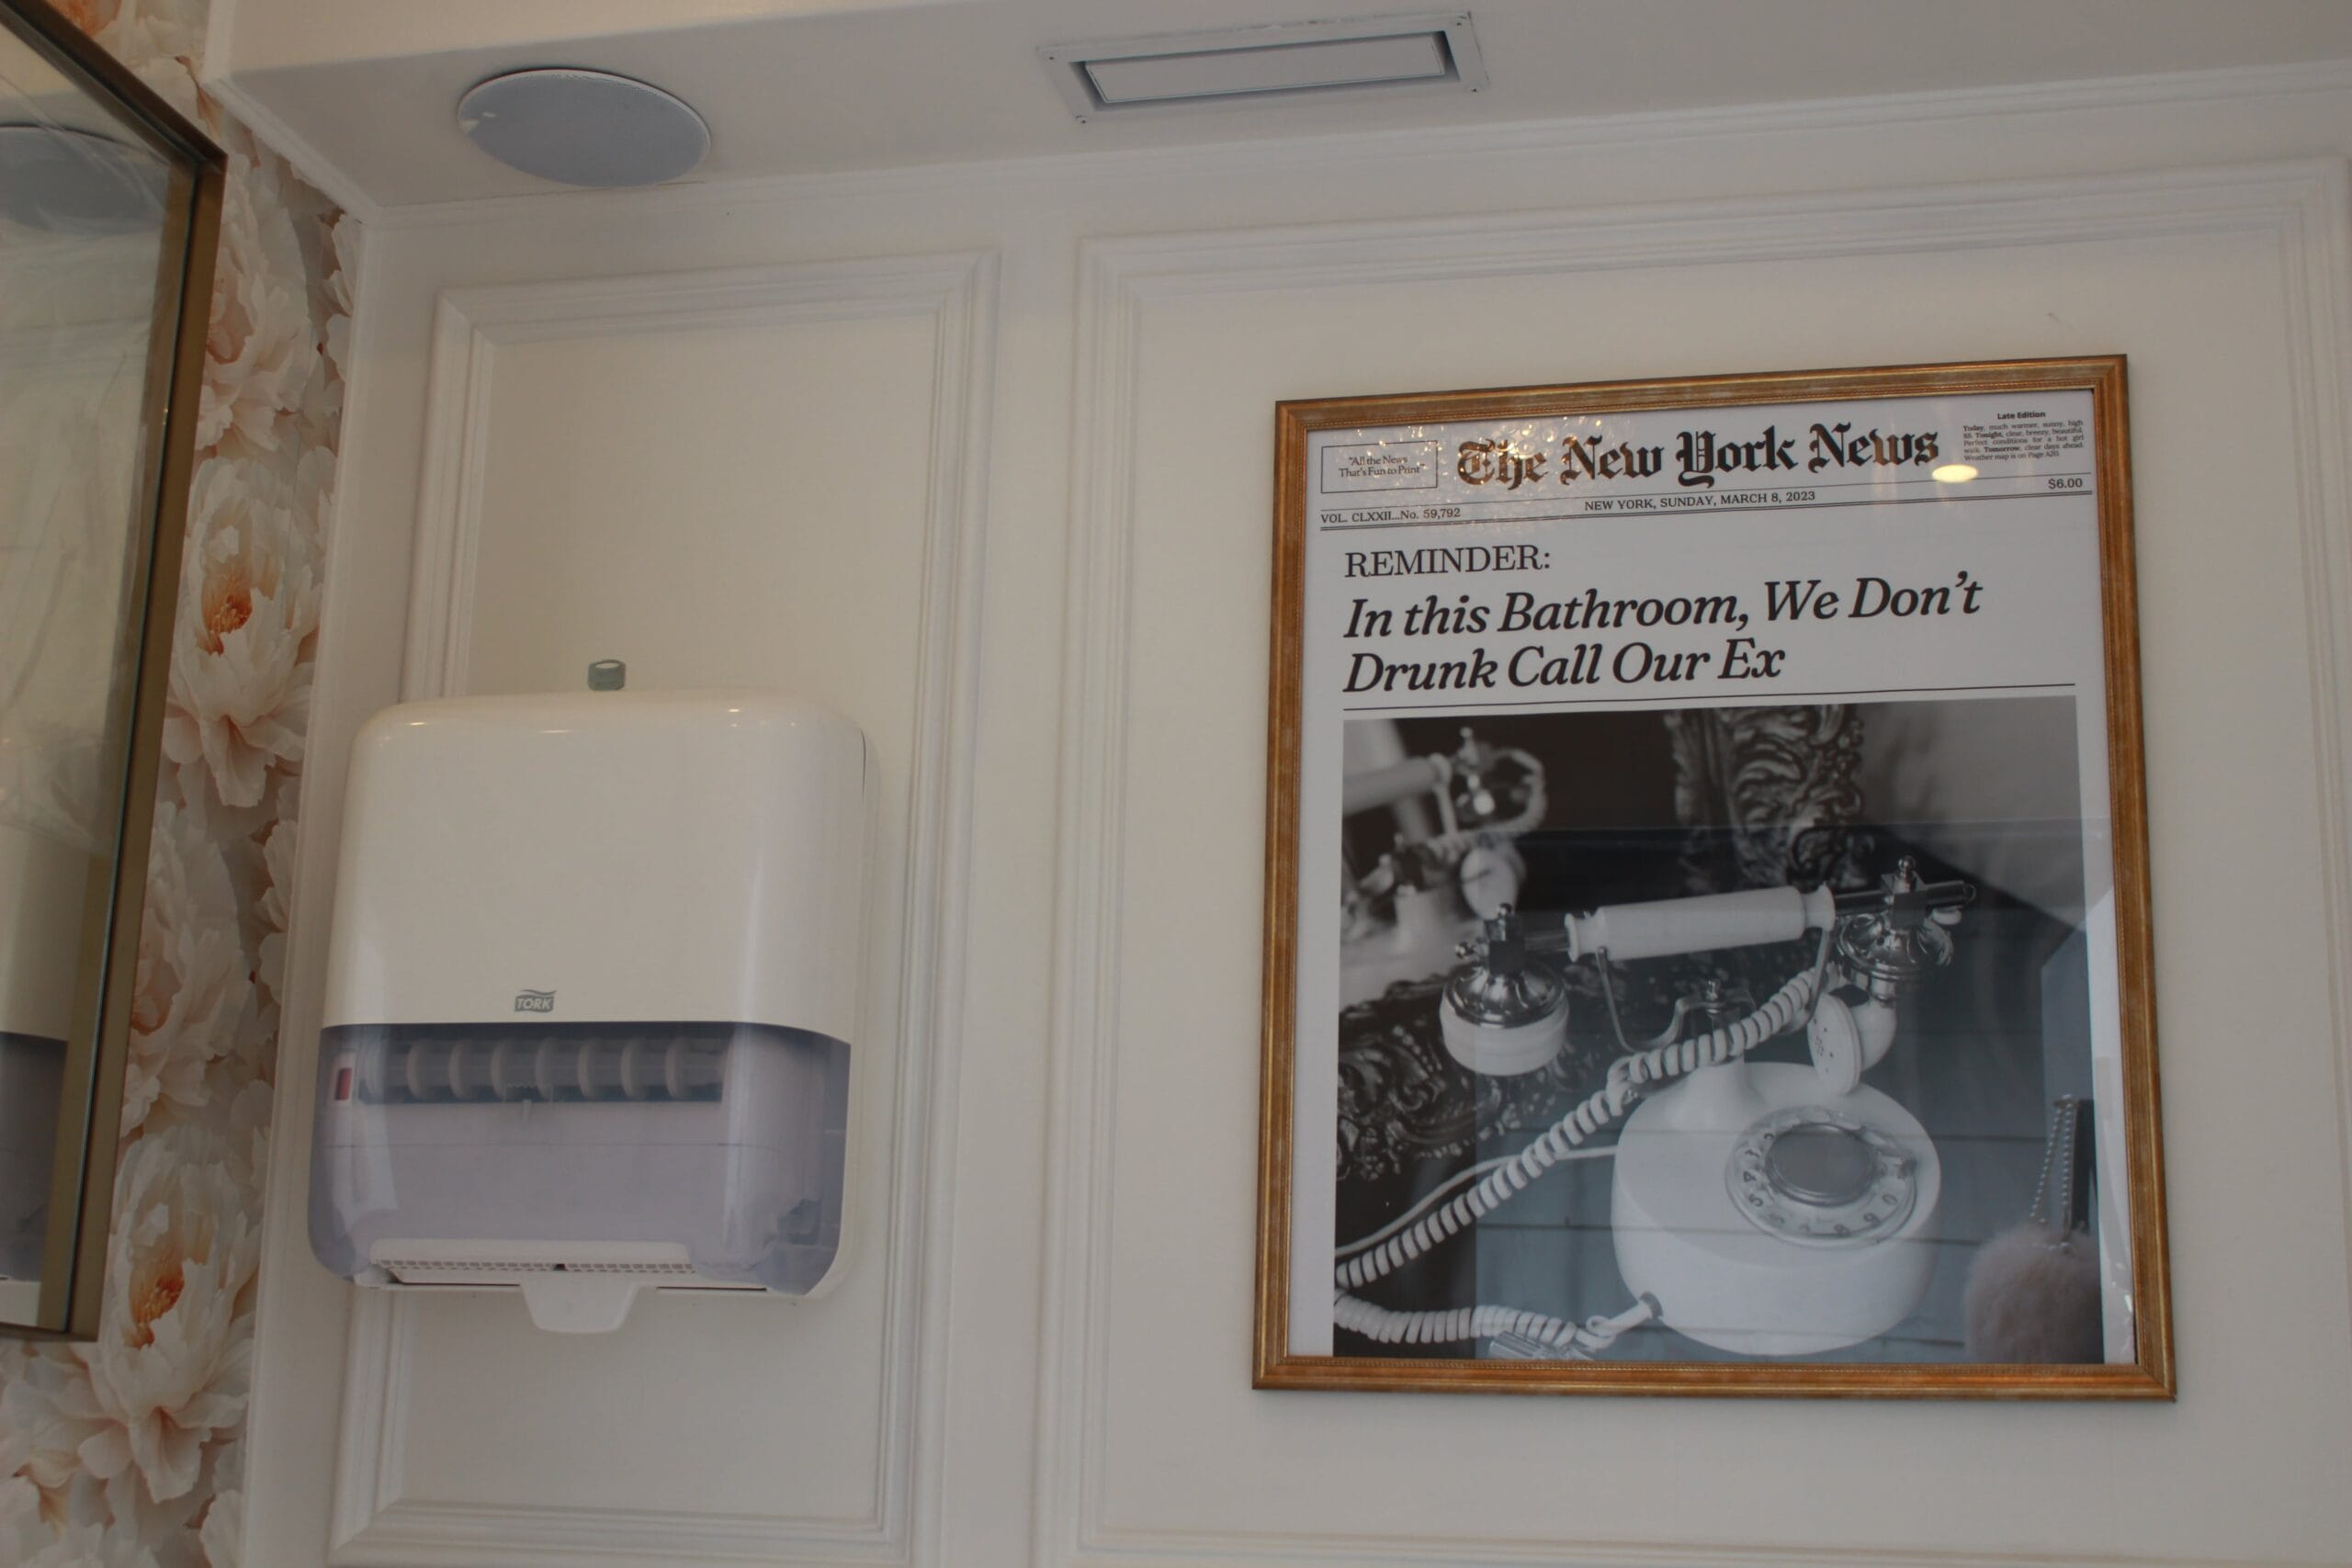 TORK
"All the News
That's Fun to Print"
The New York News
Late Edition
Today, much warmer, sunny, high
88. Tonight, clear, breezy, beautiful.
Perfect conditions for a hot girl
walk. Tomorrow, clear days ahead.
Weather map is on Page A20.
VOL. CLXXII...No. 59,792
NEW YORK, SUNDAY, MARCH 8, 2023
$6.00
REMINDER:
In this Bathroom, We Don't
Drunk Call Our Ex